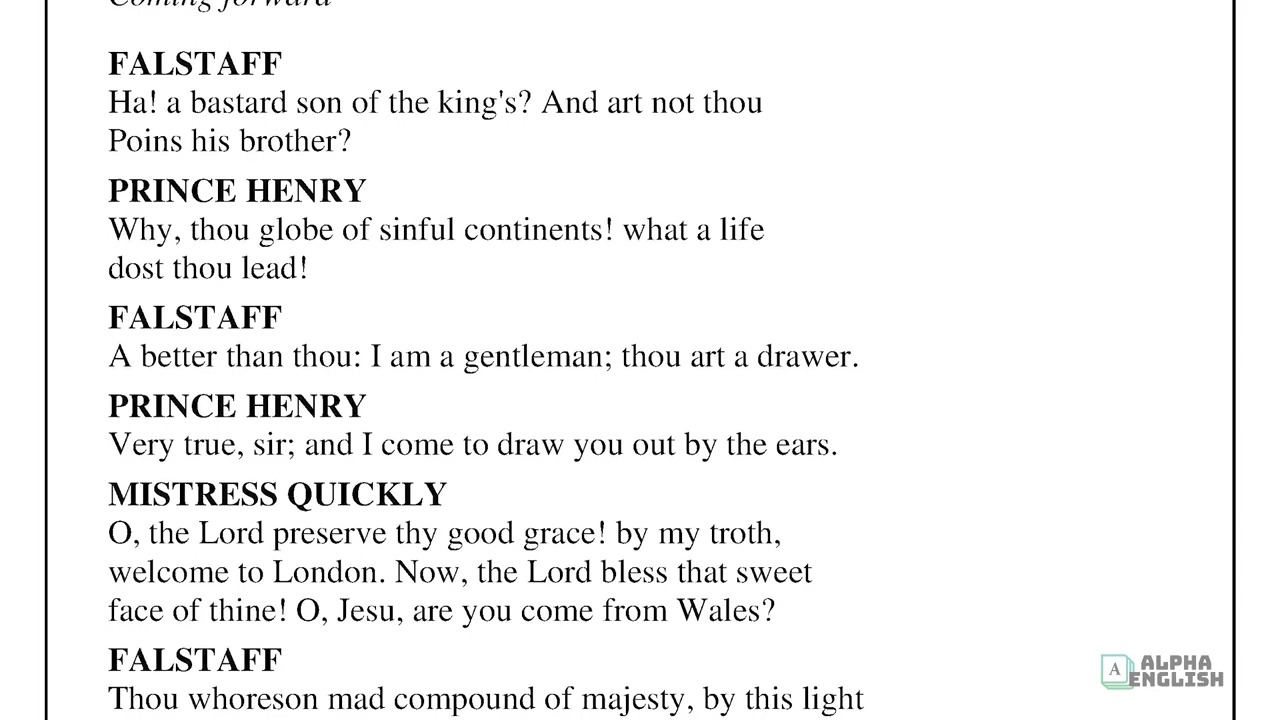 Coming forward
FALSTAFF
Ha! a bastard son of the king's? And art not thou
Poins his brother?
PRINCE HENRY
Why, thou globe of sinful continents! what a life
dost thou lead!
FALSTAFF
A better than thou: I am a gentleman; thou art a drawer.
PRINCE HENRY
Very true, sir; and I come to draw you out by the ears.
MISTRESS QUICKLY
O, the Lord preserve thy good grace! by my troth,
welcome to London. Now, the Lord bless that sweet
face of thine! O, Jesu, are you come from Wales?
FALSTAFF
Thou whoreson mad compound of majesty, by this light
A
ALPHA
ENGLISH